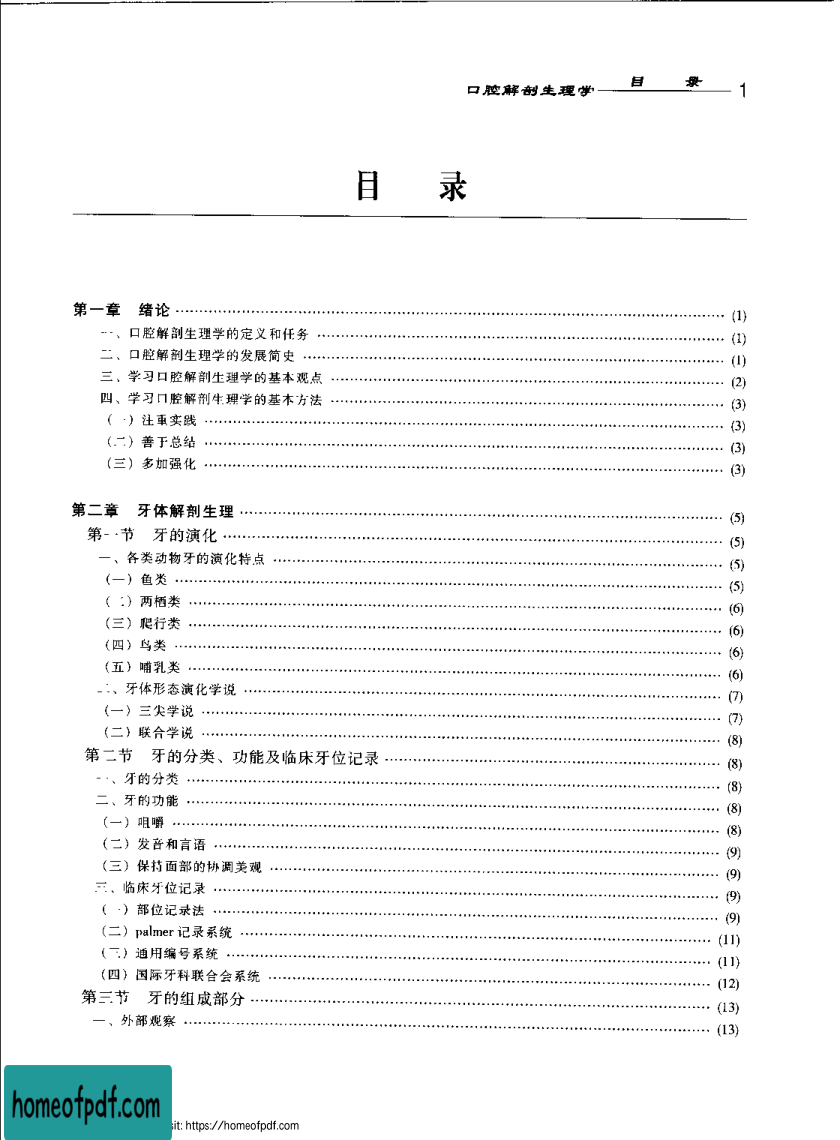 口腔解剖生理学 目 录 1
目 录
第一章 绪论 (1)
一、口腔解剖生理学的定义和任务 (1)
二、口腔解剖生理学的发展简史 (1)
三、学习口腔解剖生理学的基本观点 (2)
四、学习口腔解剖生理学的基本方法 (3)
（一）注重实践 (3)
（二）善于总结 (3)
（三）多加强化 (3)
第二章 牙体解剖生理 (5)
第一节 牙的演化 (5)
一、各类动物牙的演化特点 (5)
（一）鱼类 (5)
（二）两栖类 (6)
（三）爬行类 (6)
（四）鸟类 (6)
（五）哺乳类 (6)
二、牙体形态演化学说 (7)
（一）三尖学说 (7)
（二）联合学说 (8)
第二节 牙的分类、功能及临床牙位记录 (8)
一、牙的分类 (8)
二、牙的功能 (8)
（一）咀嚼 (8)
（二）发音和言语 (9)
（三）保持面部的协调美观 (9)
三、临床牙位记录 (9)
（一）部位记录法 (9)
（二）palmer 记录系统 (11)
（三）通用编号系统 (11)
（四）国际牙科联合会系统 (12)
第三节 牙的组成部分 (13)
一、外部观察 (13)
homeofpdf.com
sit: https://homeofpdf.com